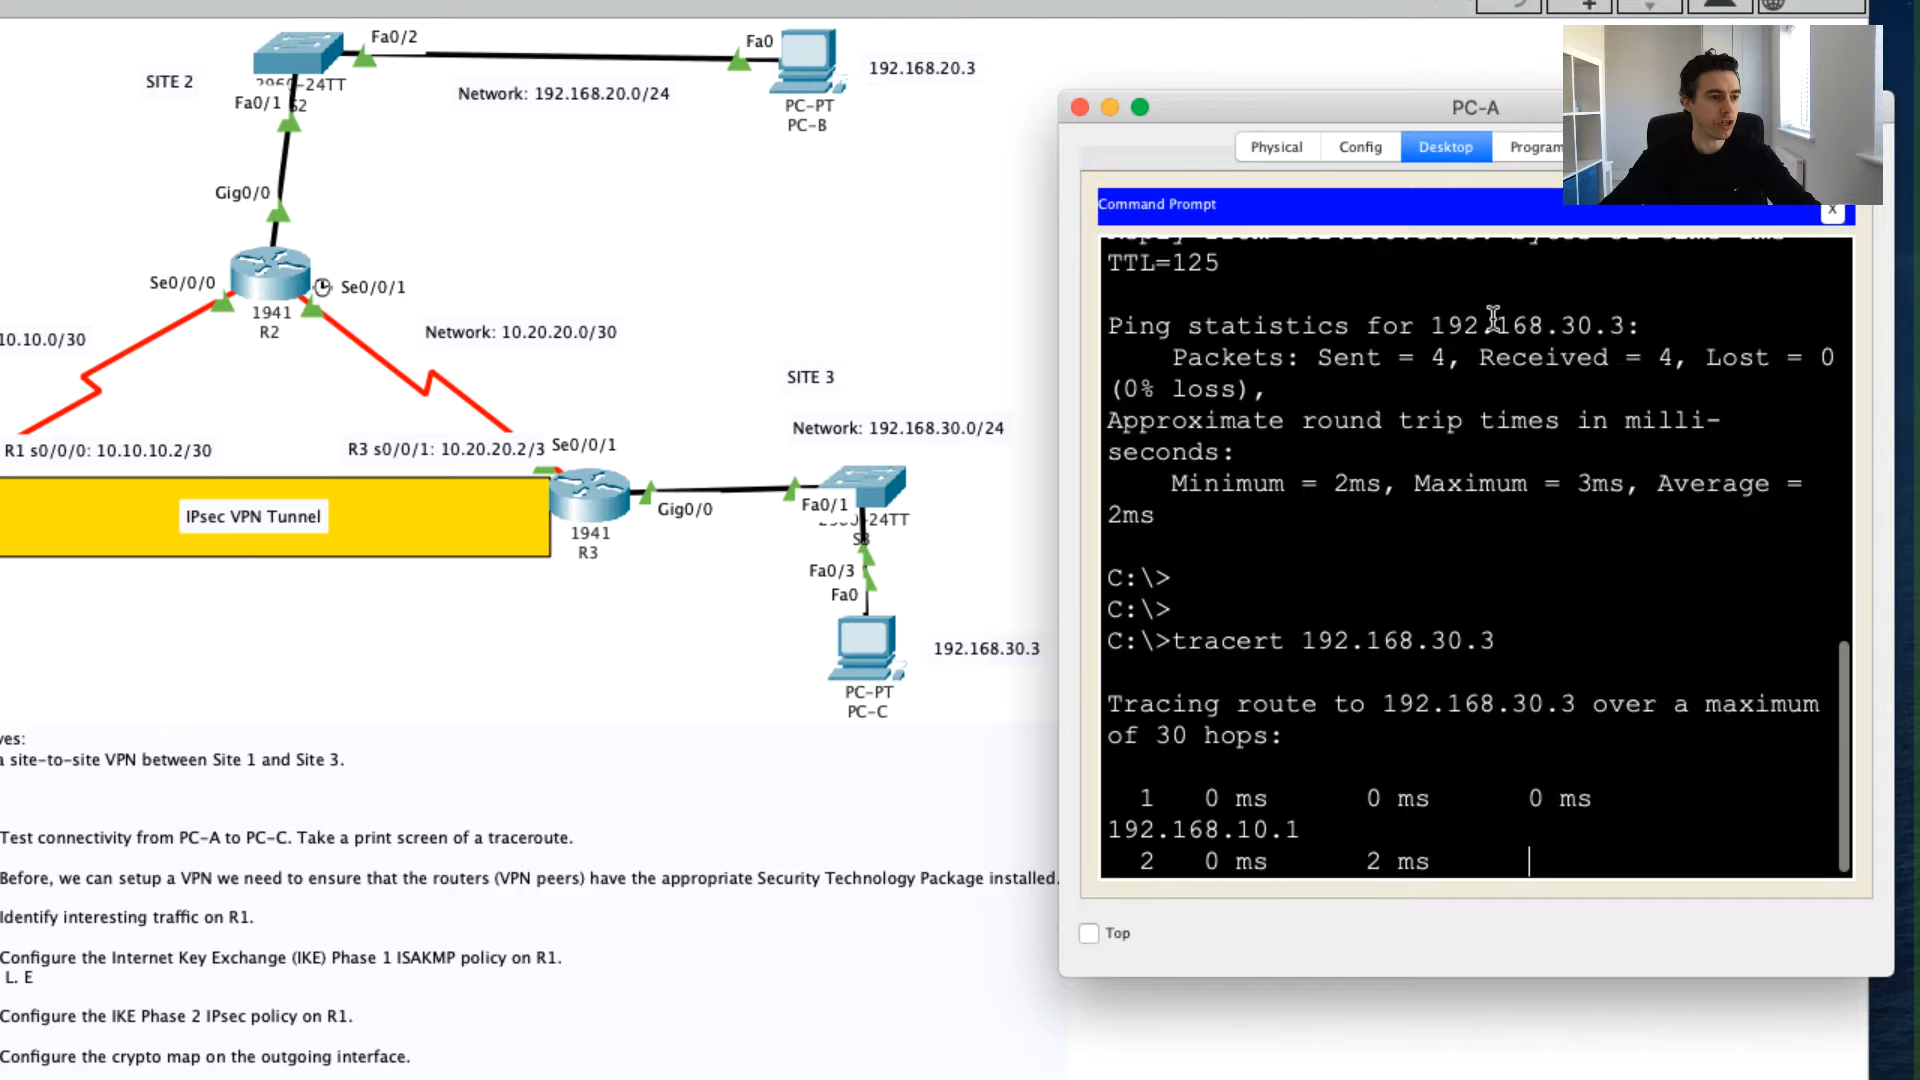 SITE 2
Fa0/2
Fa0
192.168.20.3
Network: 192.168.20.0/24
Fa0/1
S2
PC-PT
PC-B
Gig0/0
Se0/0/0
Se0/0/1
1941
R2
10.10.0/30
Network: 10.20.20.0/30
SITE 3
Network: 192.168.30.0/24
R1 s0/0/0: 10.10.10.2/30
R3 s0/0/1: 10.20.20.2/3
Se0/0/1
IPsec VPN Tunnel
1941
R3
Gig0/0
Fa0/1
24TT
S3
Fa0/3
Fa0
192.168.30.3
PC-PT
PC-C
ves:
a site-to-site VPN between Site 1 and Site 3.
Test connectivity from PC-A to PC-C. Take a print screen of a traceroute.
Before, we can setup a VPN we need to ensure that the routers (VPN peers) have the appropriate Security Technology Package installed.
Identify interesting traffic on R1.
Configure the Internet Key Exchange (IKE) Phase 1 ISAKMP policy on R1.
L. E
Configure the IKE Phase 2 IPsec policy on R1.
Configure the crypto map on the outgoing interface.
PC-A
Physical
Config
Desktop
Program
Command Prompt
X
TTL=125
Ping statistics for 192.168.30.3:
Packets: Sent = 4, Received = 4, Lost = 0
(0% loss),
Approximate round trip times in milli-
seconds:
Minimum = 2ms, Maximum = 3ms, Average =
2ms
C:\>
C:\>
C:\>tracert 192.168.30.3
Tracing route to 192.168.30.3 over a maximum
of 30 hops:
1 0 ms 0 ms 0 ms
192.168.10.1
2 0 ms 2 ms
Top